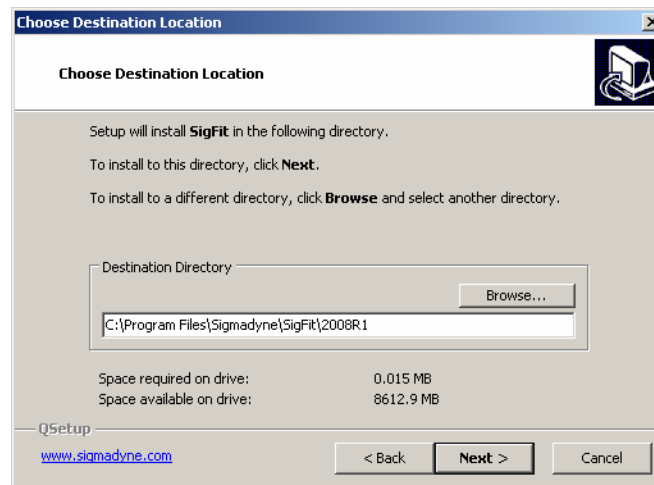 Choose Destination Location
Choose Destination Location
Setup will install SigFit in the following directory.
To install to this directory, click Next.
To install to a different directory, click Browse and select another directory.
Destination Directory
Browse...
C:\Program Files\Sigmadyne\SigFit\2008R1
Space required on drive: 0.015 MB
Space available on drive: 8612.9 MB
QSetup
www.sigmadyne.com < Back Next > Cancel